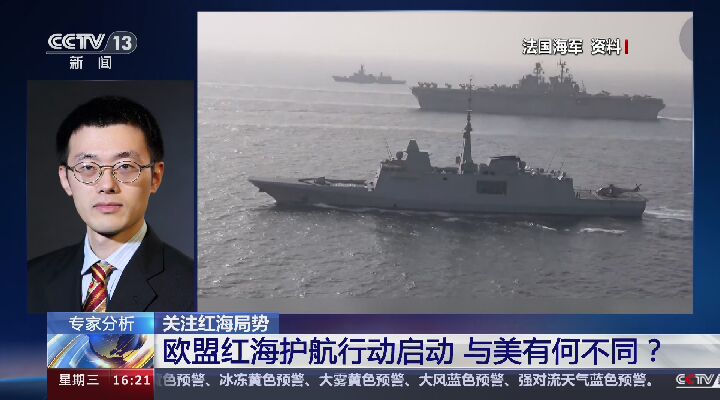 CCTV 13
新闻
法国海军 资料
专家分析
关注红海局势
欧盟红海护航行动启动 与美有何不同？
星期三 16:21
色预警、冰冻黄色预警、大雾黄色预警、大风蓝色预警、强对流天气蓝色预警。
CCTV